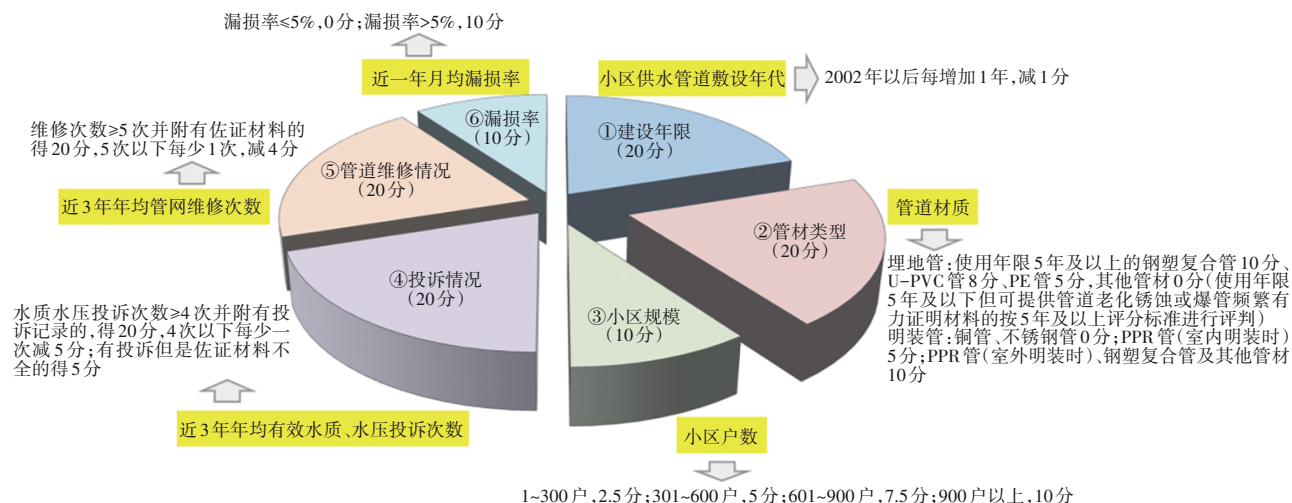 漏损率≤5%,0分;漏损率>5%,10分
近一年月均漏损率
小区供水管道敷设年代
2002年以后每增加1年,减1分
⑥漏损率
(10分)
①建设年限
(20分)
维修次数≥5次并附有佐证材料的
得20分,5次以下每少1次,减4分
近3年年均管网维修次数
⑤管道维修情况
(20分)
②管材类型
(20分)
管道材质
埋地管:使用年限5年及以上的钢塑复合管10分、
U-PVC管8分、PE管5分,其他管材0分(使用年限
5年及以下但可提供管道老化锈蚀或爆管频繁有
力证明材料的按5年及以上评分标准进行评判)
明装管:铜管、不锈钢管0分;PPR管(室内明装时)
5分;PPR管(室外明装时)、钢塑复合管及其他管材
10分
④投诉情况
(20分)
③小区规模
(10分)
水质水压投诉次数≥4次并附有投
诉记录的,得20分,4次以下每少一
次减5分;有投诉但是佐证材料不
全的得5分
近3年年均有效水质、水压投诉次数
小区户数
1~300户,2.5分;301~600户,5分;601~900户,7.5分;900户以上,10分